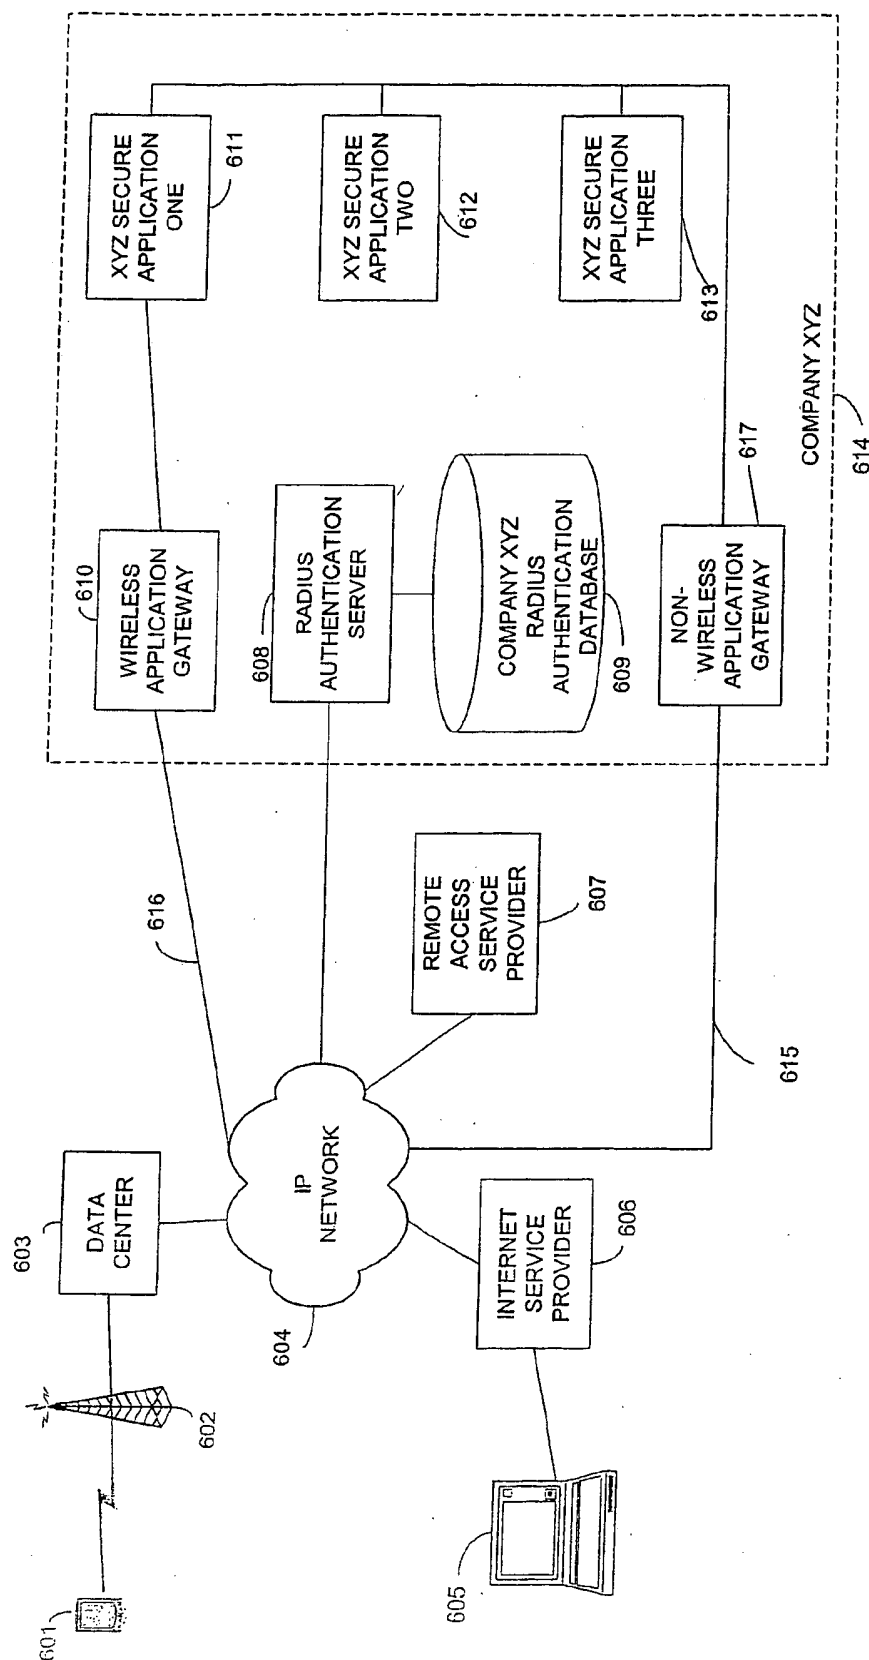 601
602
603
DATA
CENTER
604
IP
NETWORK
605
606
INTERNET
SERVICE
PROVIDER
607
REMOTE
ACCESS
SERVICE
PROVIDER
616
615
610
WIRELESS
APPLICATION
GATEWAY
608
RADIUS
AUTHENTICATION
SERVER
COMPANY XYZ
RADIUS
AUTHENTICATION
DATABASE
609
NON-
WIRELESS
APPLICATION
GATEWAY
617
XYZ SECURE
APPLICATION
ONE
611
XYZ SECURE
APPLICATION
TWO
612
XYZ SECURE
APPLICATION
THREE
613
COMPANY XYZ
614